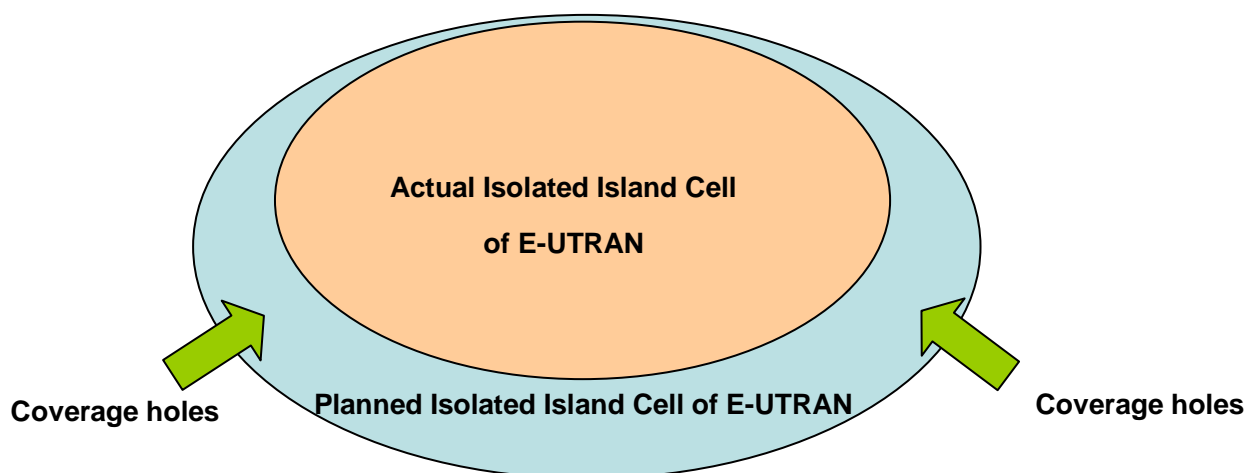 Actual Isolated Island Cell
of E-UTRAN
Coverage holes
Planned Isolated Island Cell of E-UTRAN
Coverage holes